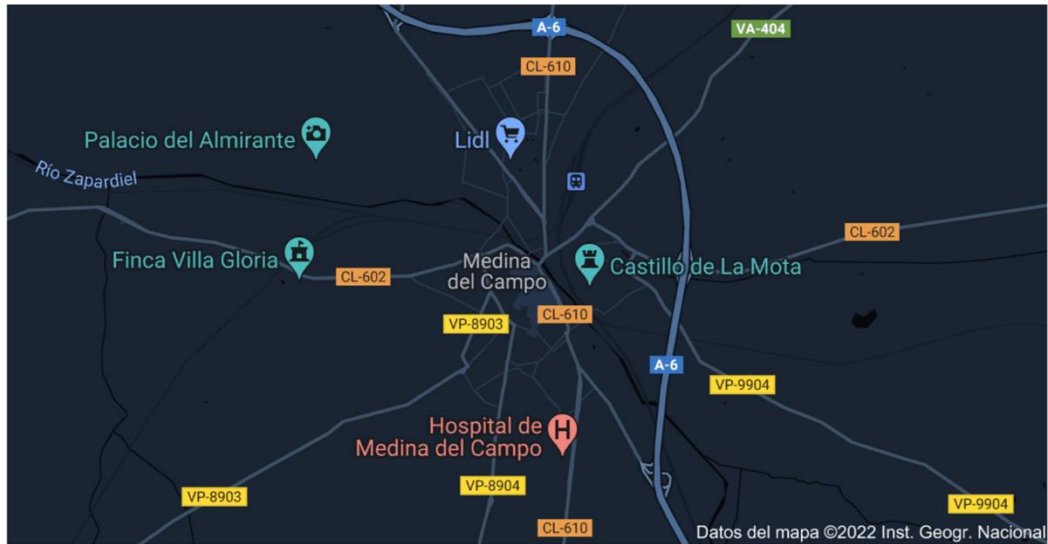 A-6
VA-404
CL-610
Palacio del Almirante
Lidl
Río Zapardiel
CL-602
Finca Villa Gloria
Medina
del Campo
Castillo de La Mota
CL-602
CL-610
VP-8903
A-6
VP-9904
Hospital de
Medina del Campo
H
VP-8903
VP-8904
VP-9904
CL-610
Datos del mapa ©2022 Inst. Geogr. Nacional